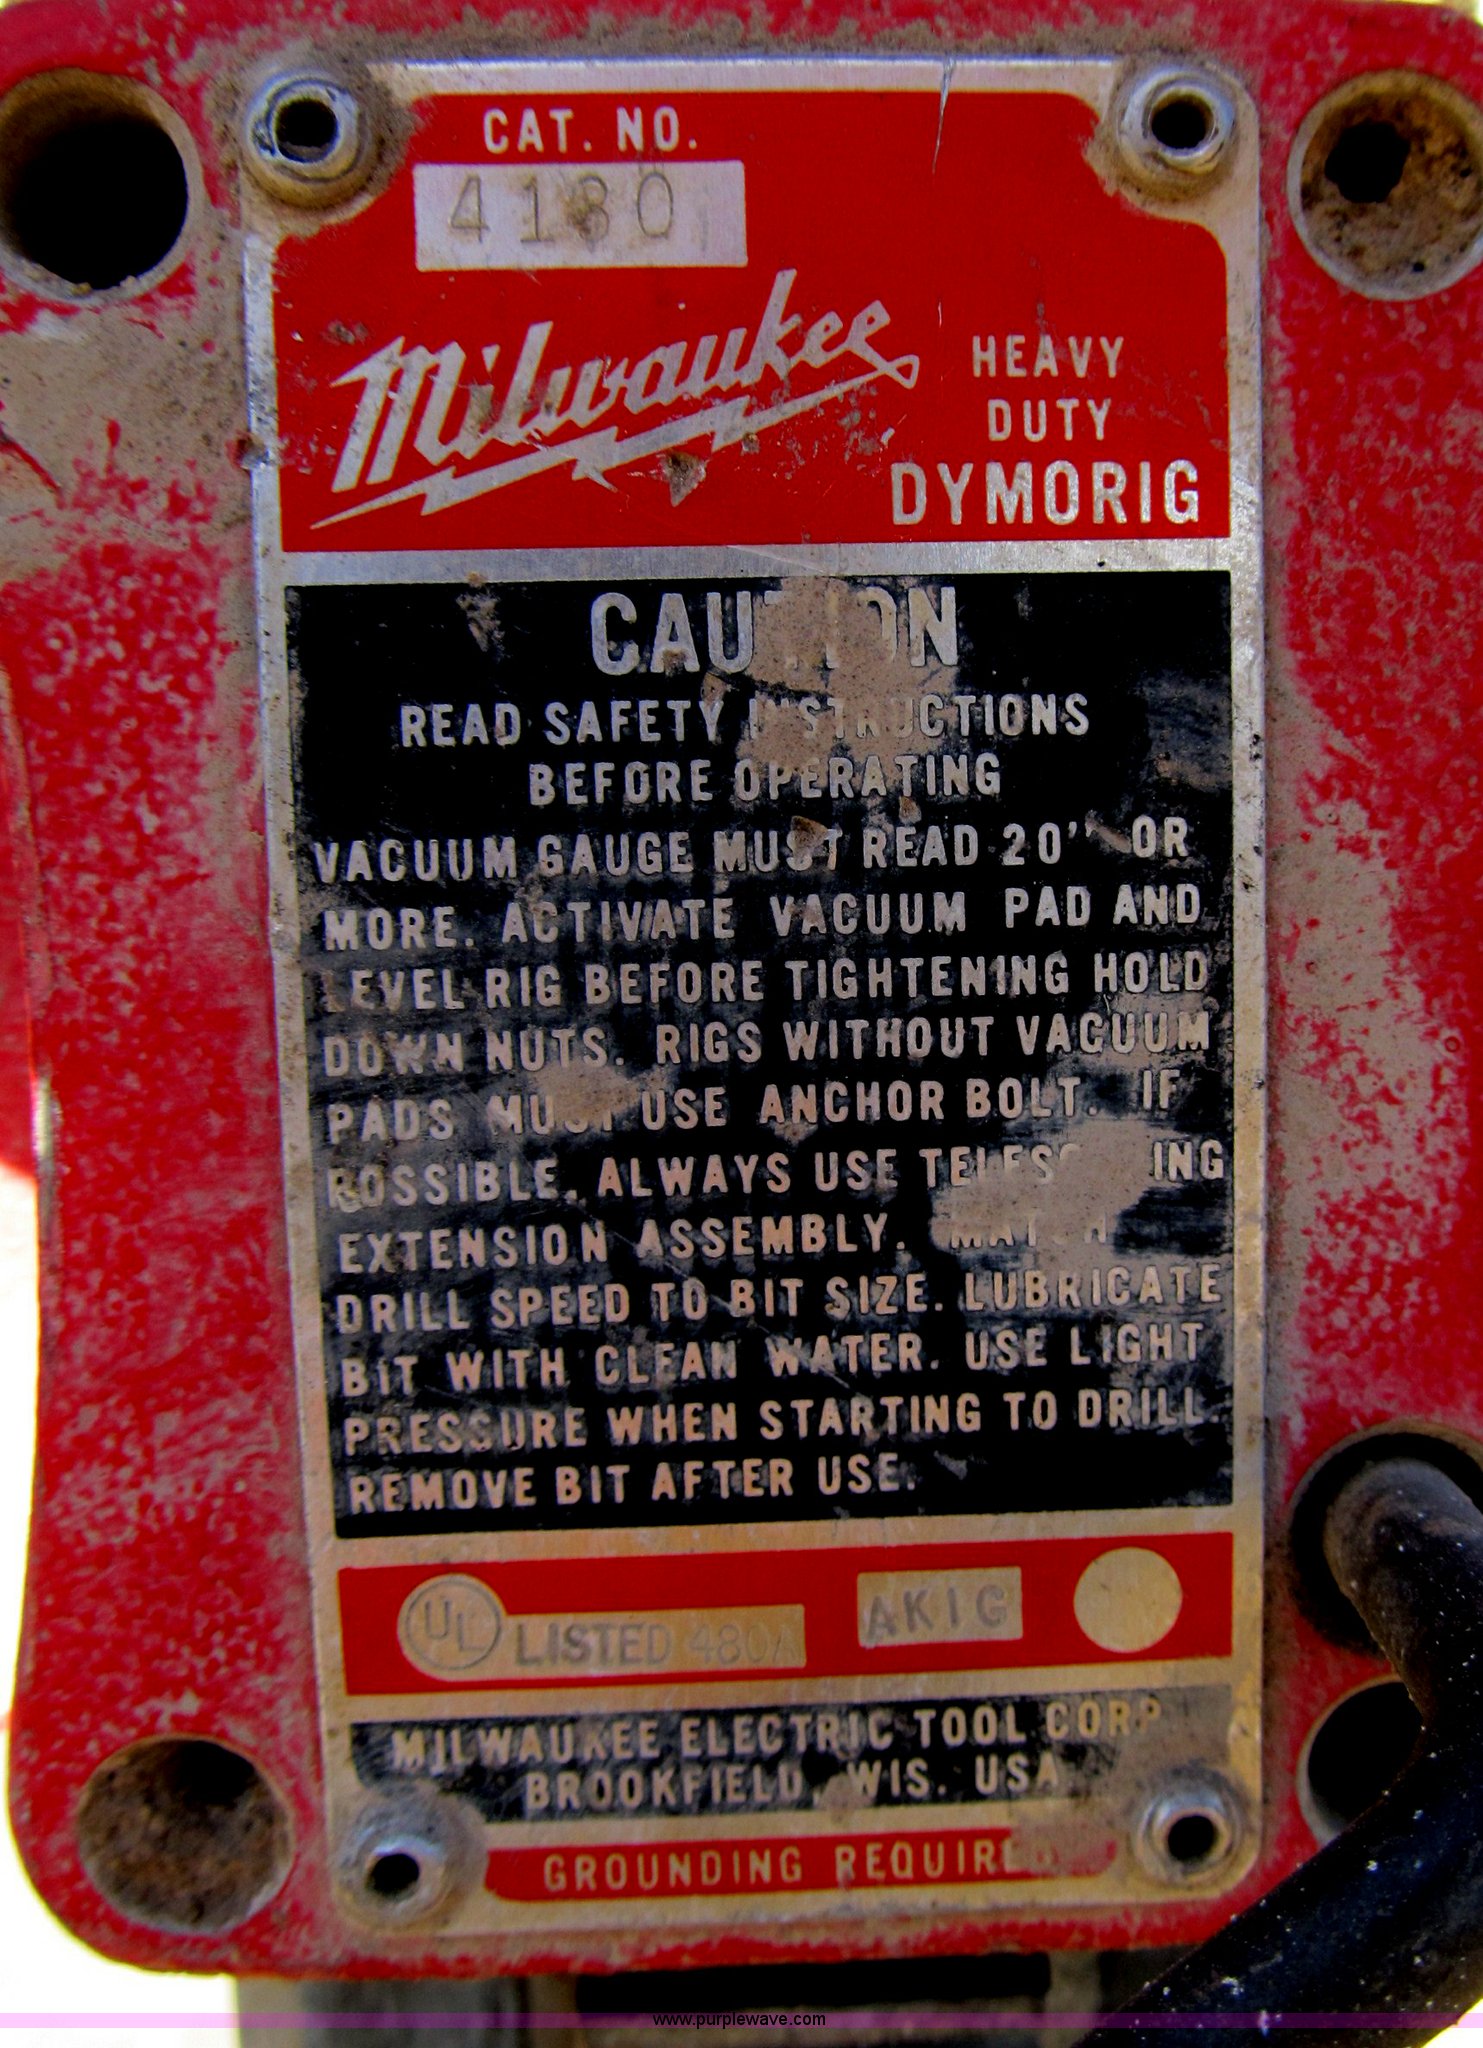 CAT. NO.
4130
Milwaukee
HEAVY
DUTY
DYMORIG
CAUTION
READ SAFETY INSTRUCTIONS
BEFORE OPERATING
VACUUM GAUGE MUST READ 20" OR
MORE. ACTIVATE VACUUM PAD AND
LEVEL RIG BEFORE TIGHTENING HOLD
DOWN NUTS. RIGS WITHOUT VACUUM
PADS MUST USE ANCHOR BOLT. IF
POSSIBLE, ALWAYS USE TELESCOPING
EXTENSION ASSEMBLY. MATCH
DRILL SPEED TO BIT SIZE. LUBRICATE
BIT WITH CLEAN WATER. USE LIGHT
PRESSURE WHEN STARTING TO DRILL.
REMOVE BIT AFTER USE.
UL LISTED 480A
AKIG
MILWAUKEE ELECTRIC TOOL CORP
BROOKFIELD, WIS. USA
GROUNDING REQUIRED
www.purplewave.com